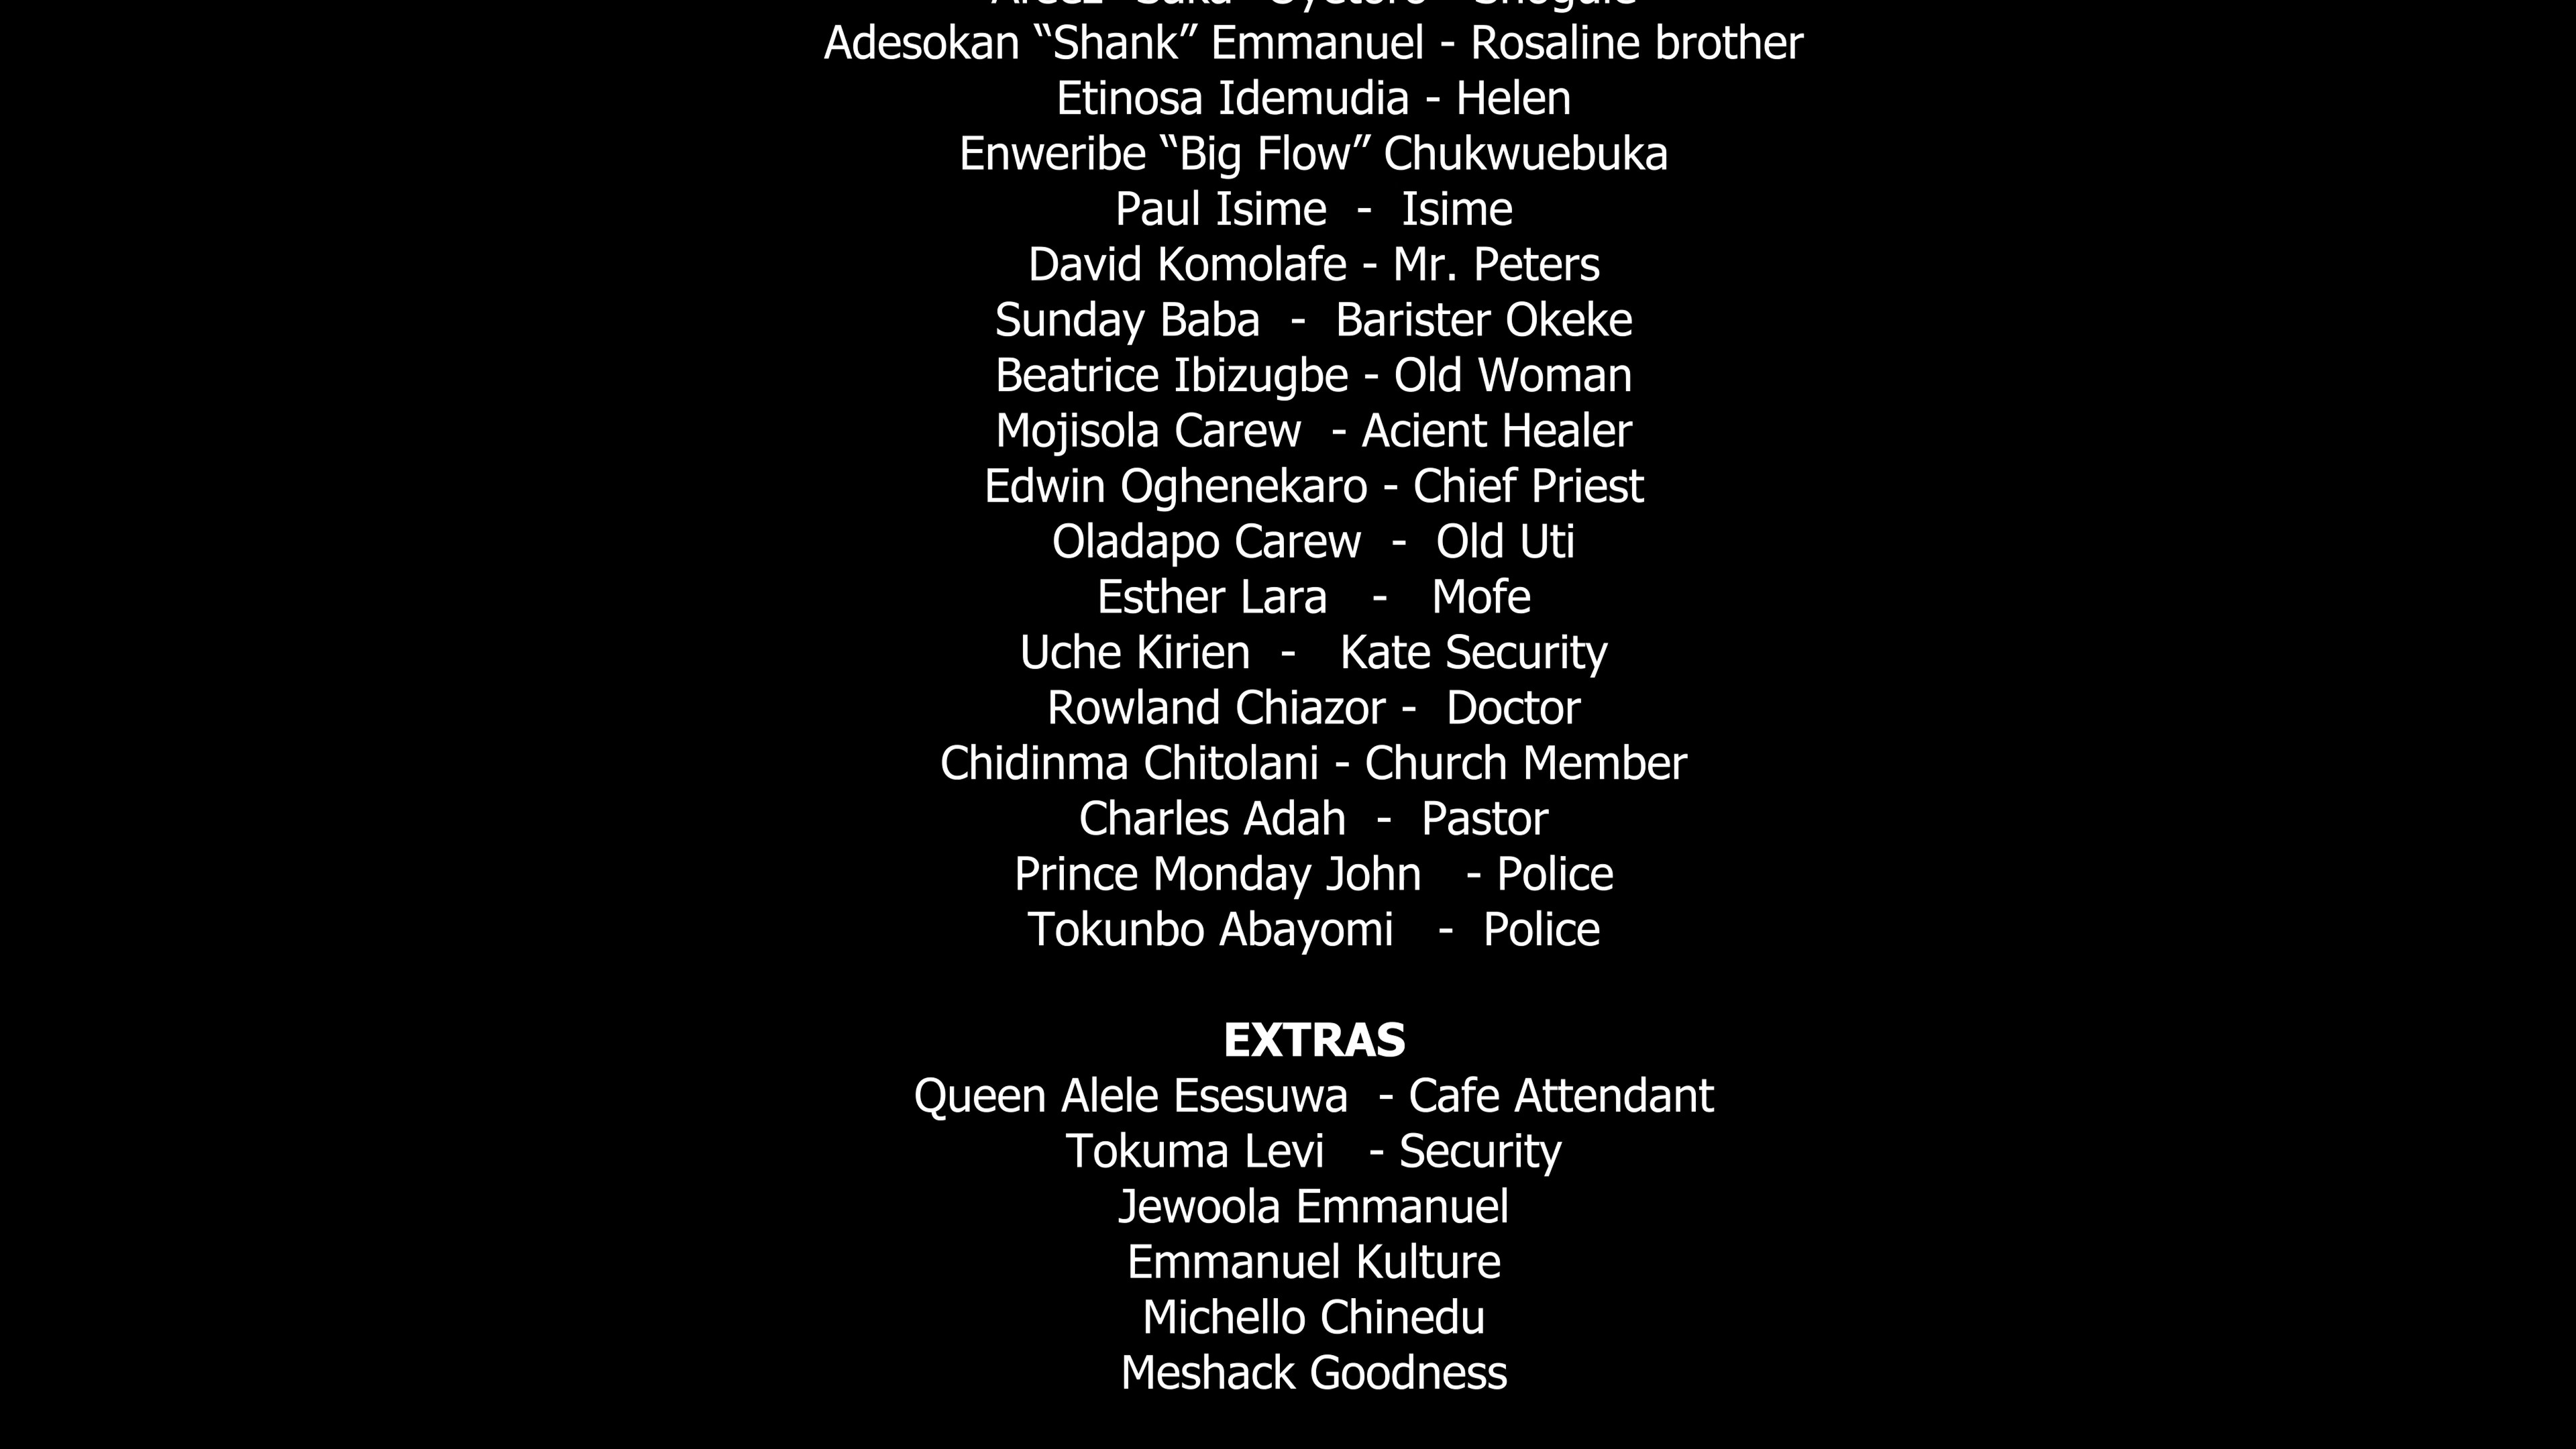 Adesokan “Shank” Emmanuel - Rosaline brother
Etinosa Idemudia - Helen
Enweribe “Big Flow” Chukwuebuka
Paul Isime - Isime
David Komolafe - Mr. Peters
Sunday Baba - Barister Okeke
Beatrice Ibizugbe - Old Woman
Mojisola Carew - Acient Healer
Edwin Oghenekaro - Chief Priest
Oladapo Carew - Old Uti
Esther Lara - Mofe
Uche Kirien - Kate Security
Rowland Chiazor - Doctor
Chidinma Chitolani - Church Member
Charles Adah - Pastor
Prince Monday John - Police
Tokunbo Abayomi - Police
EXTRAS
Queen Alele Esesuwa - Cafe Attendant
Tokuma Levi - Security
Jewoola Emmanuel
Emmanuel Kulture
Michello Chinedu
Meshack Goodness